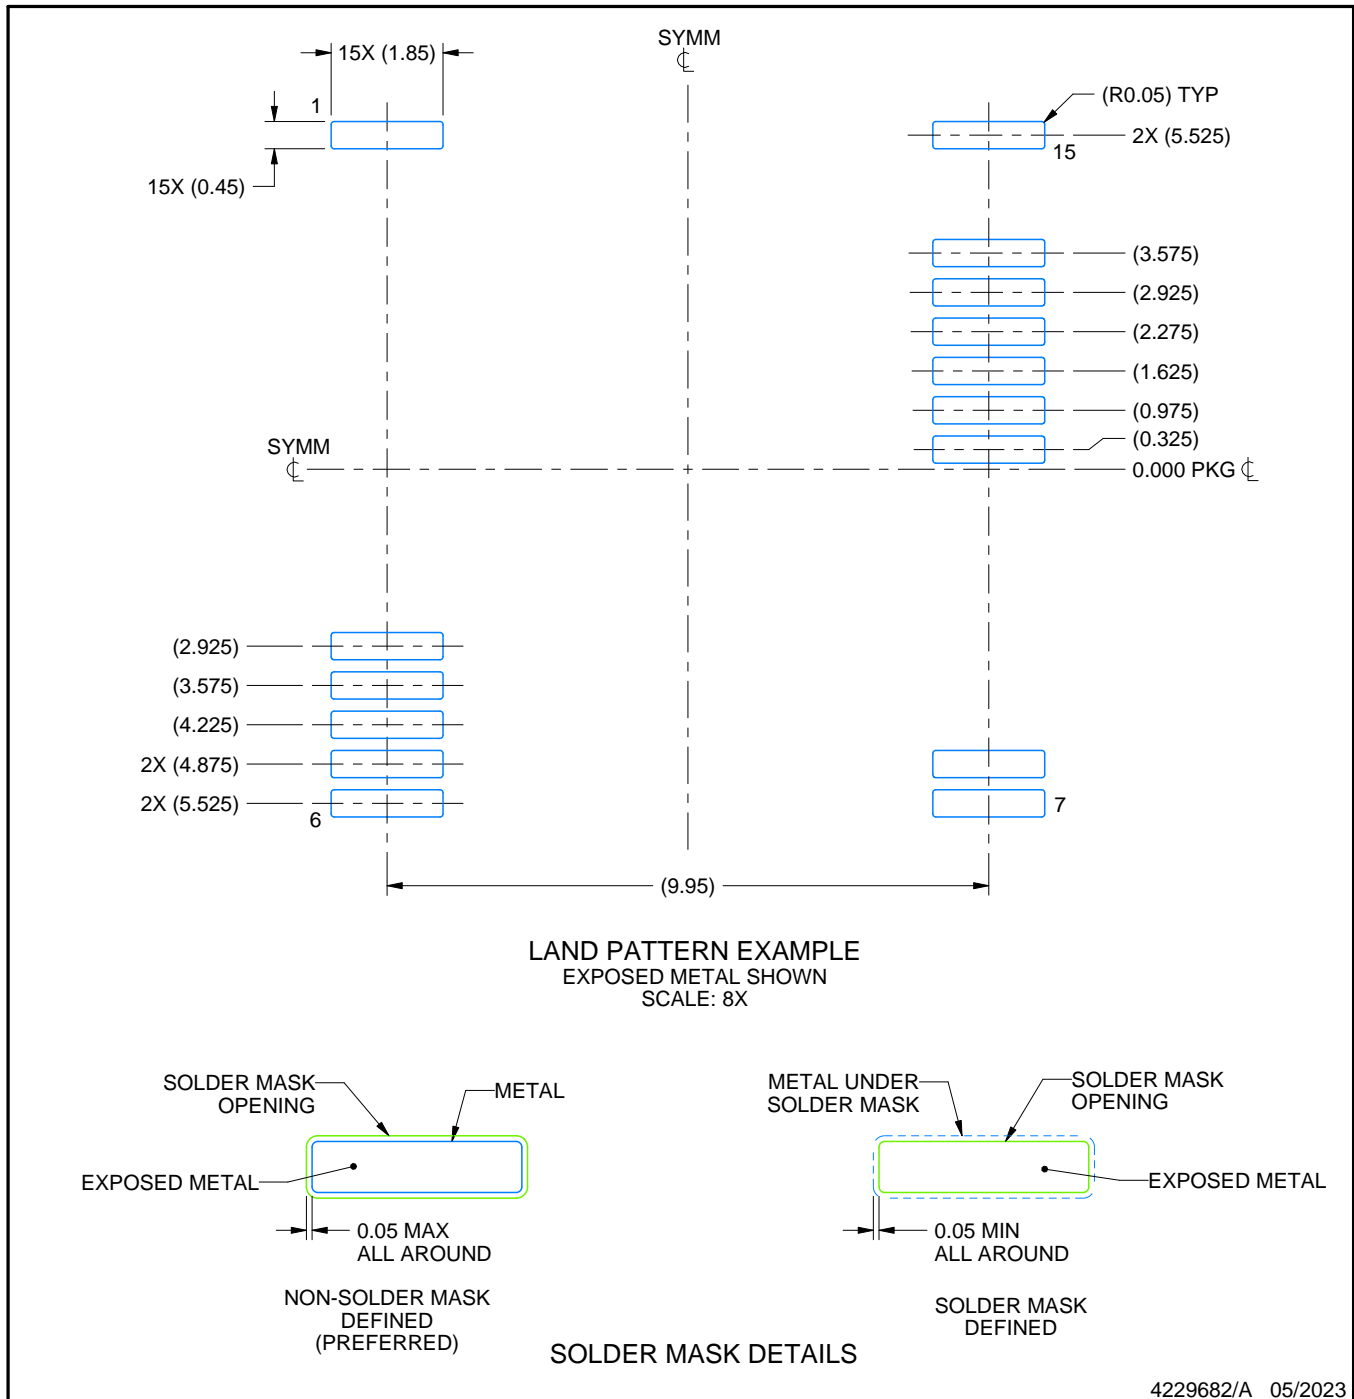 SYMM
15X (1.85)
1
(R0.05) TYP
2X (5.525)
15
15X (0.45)
(3.575)
(2.925)
(2.275)
(1.625)
(0.975)
(0.325)
SYMM
0.000 PKG
(2.925)
(3.575)
(4.225)
2X (4.875)
2X (5.525)
6
7
(9.95)
LAND PATTERN EXAMPLE
EXPOSED METAL SHOWN
SCALE: 8X
SOLDER MASK
OPENING
METAL
EXPOSED METAL
0.05 MAX
ALL AROUND
NON-SOLDER MASK
DEFINED
(PREFERRED)
METAL UNDER
SOLDER MASK
SOLDER MASK
OPENING
EXPOSED METAL
0.05 MIN
ALL AROUND
SOLDER MASK
DEFINED
SOLDER MASK DETAILS
4229682/A 05/2023